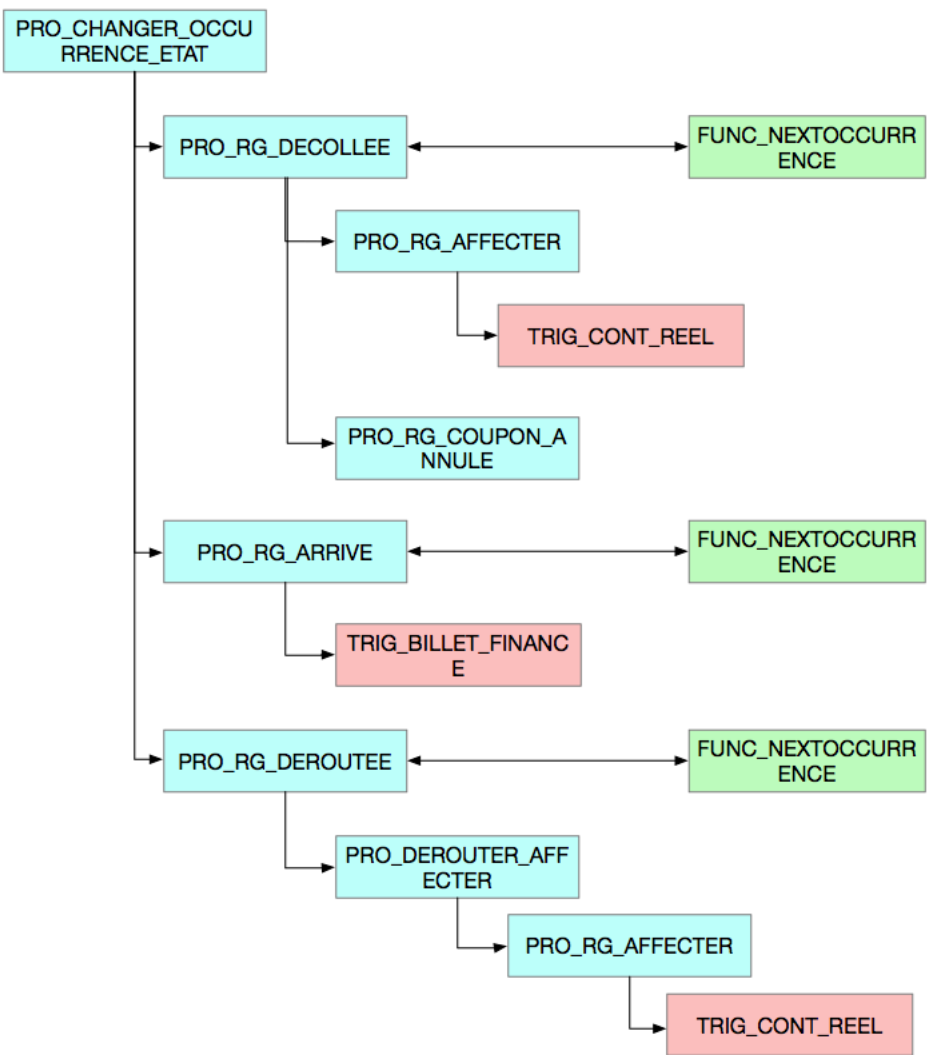 PRO_CHANGER_OCCU
RRENCE_ETAT
PRO_RG_DECOLLEE
FUNC_NEXTOCCURR
ENCE
PRO_RG_AFFECTER
TRIG_CONT_REEL
PRO_RG_COUPON_A
NNULE
PRO_RG_ARRIVE
FUNC_NEXTOCCURR
ENCE
TRIG_BILLET_FINANC
E
PRO_RG_DEROUTEE
FUNC_NEXTOCCURR
ENCE
PRO_DEROUTER_AFF
ECTER
PRO_RG_AFFECTER
TRIG_CONT_REEL